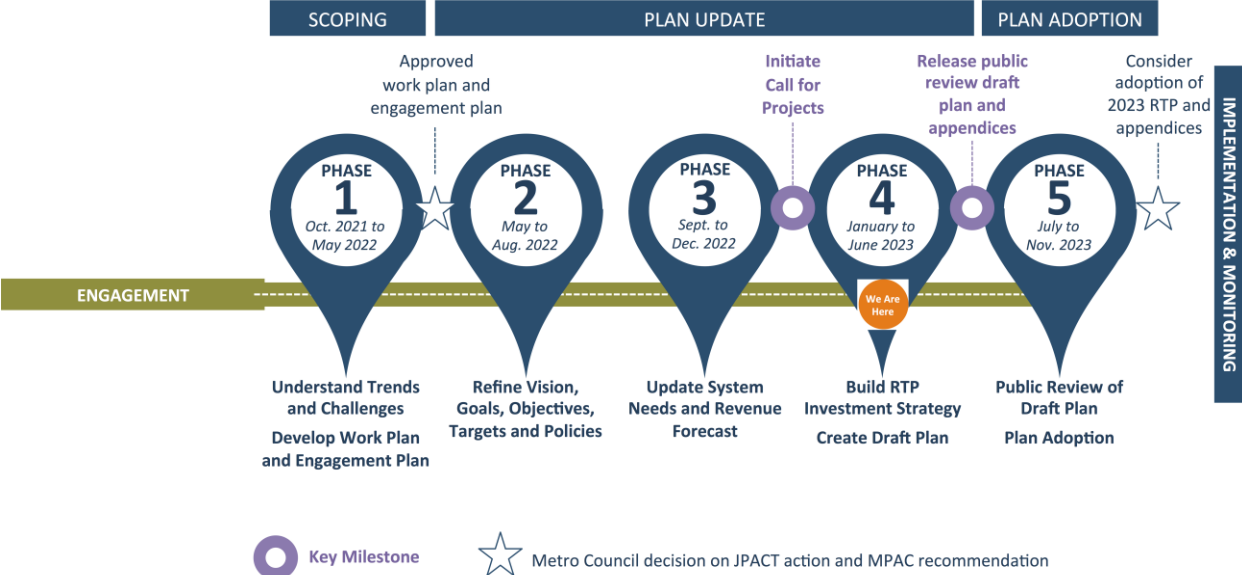 SCOPING
PLAN UPDATE
PLAN ADOPTION
Approved
work plan and
engagement plan
Initiate
Call for
Projects
Release public
review draft
plan and
appendices
Consider
adoption of
2023 RTP and
appendices
IMPLEMENTATION & MONITORING
PHASE
1
Oct. 2021 to
May 2022
PHASE
2
May to
Aug. 2022
PHASE
3
Sept. to
Dec. 2022
PHASE
4
January to
June 2023
PHASE
5
July to
Nov. 2023
ENGAGEMENT
We Are
Here
Understand Trends
and Challenges
Develop Work Plan
and Engagement Plan
Refine Vision,
Goals, Objectives,
Targets and Policies
Update System
Needs and Revenue
Forecast
Build RTP
Investment Strategy
Create Draft Plan
Public Review of
Draft Plan
Plan Adoption
Key Milestone
Metro Council decision on JPACT action and MPAC recommendation